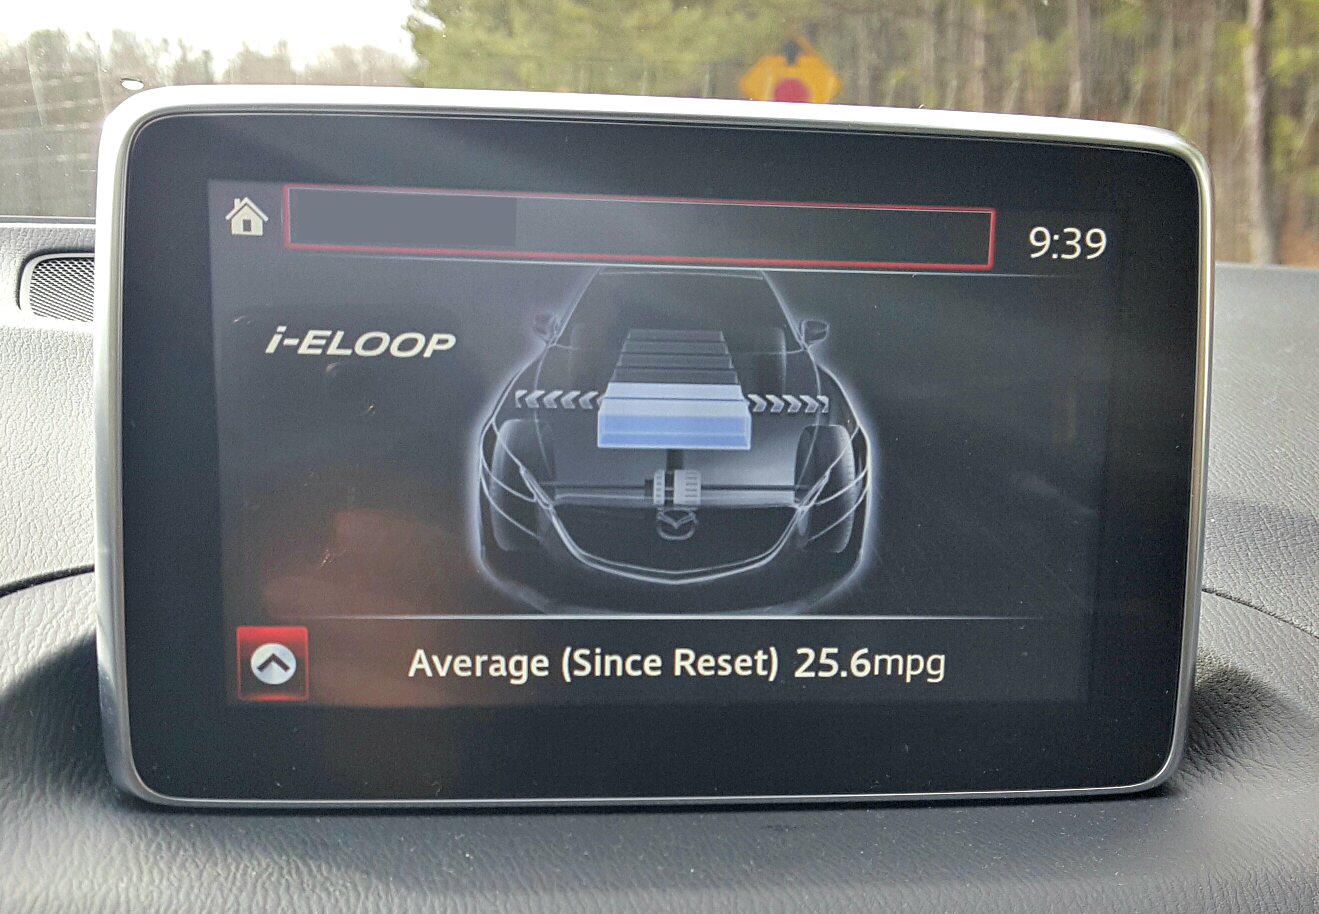 9:39
i-ELOOP
Average (Since Reset) 25.6mpg